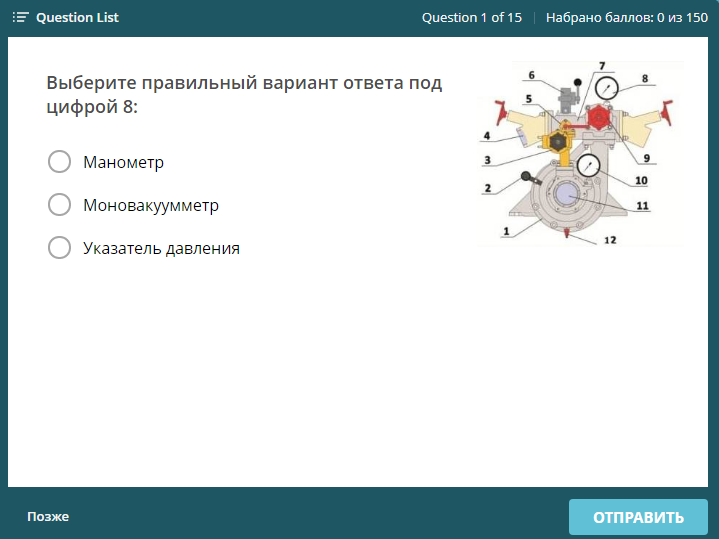 Question List
Question 1 of 15
Набрано баллов: 0 из 150
Выберите правильный вариант ответа под
цифрой 8:
Манометр
Моновакуумметр
Указатель давления
6
7
8
5
4
3
9
2
10
11
1
12
Позже
ОТПРАВИТЬ